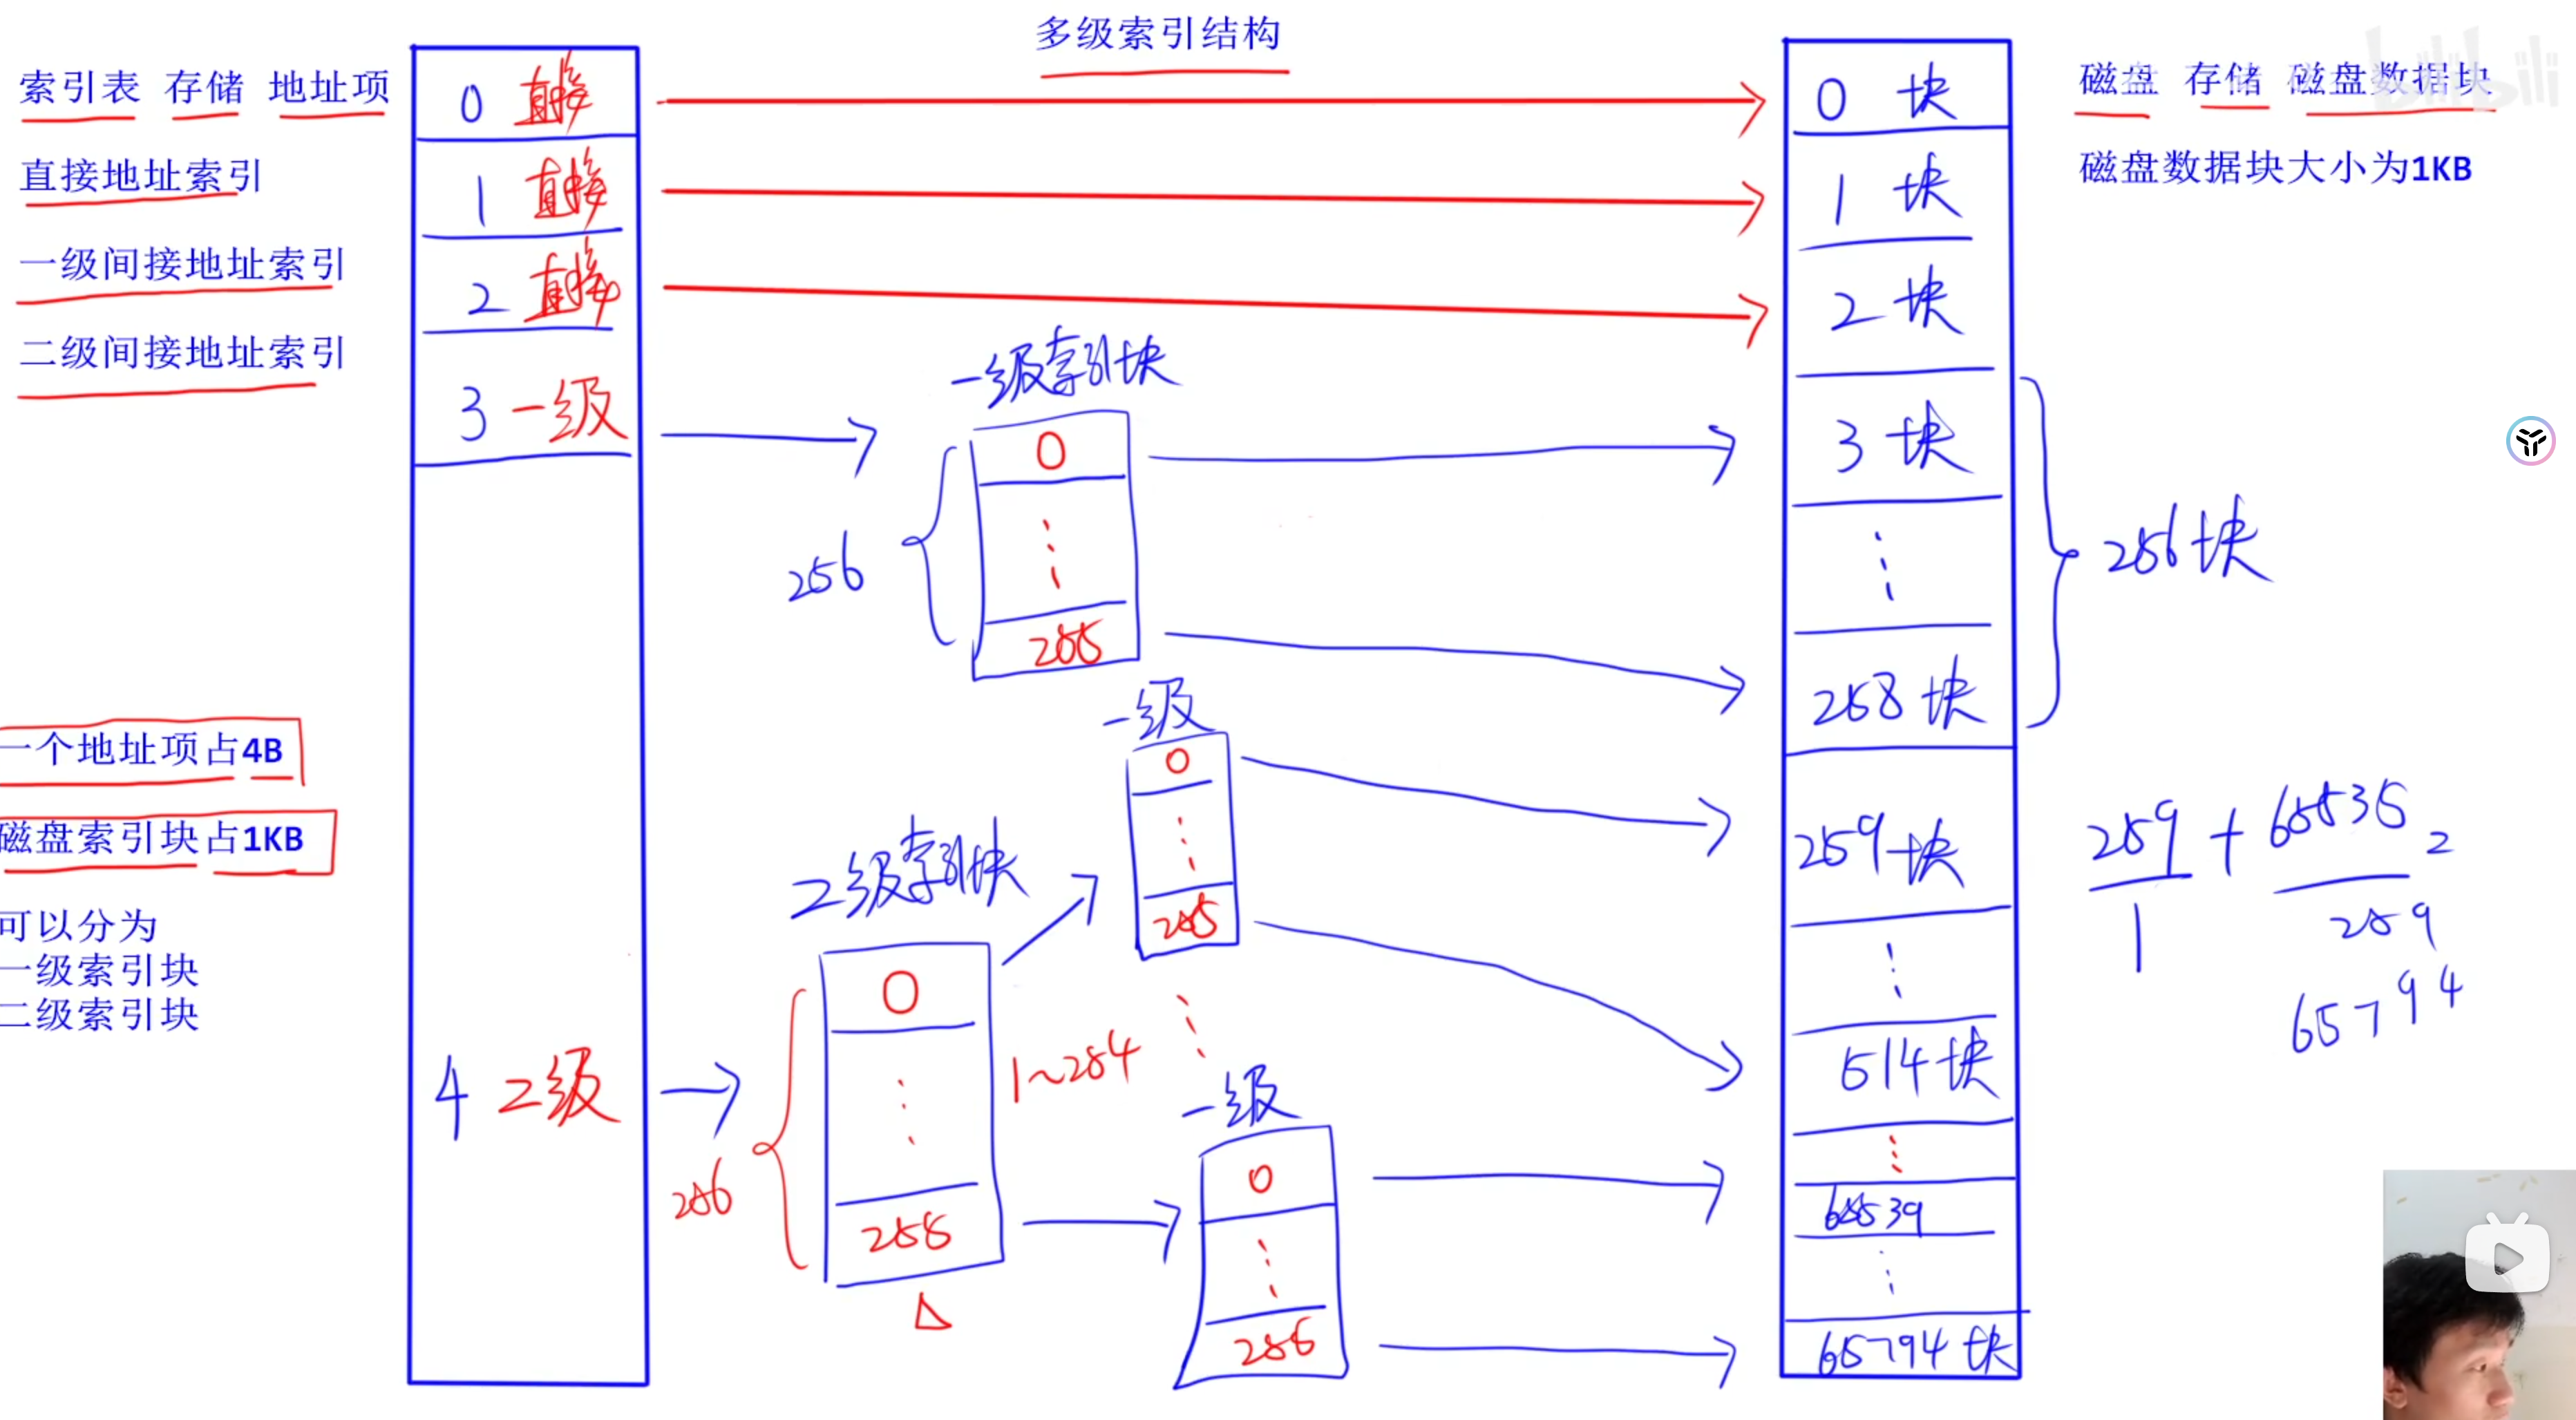 多级索引结构
索引表 存储 地址项
直接地址索引
一级间接地址索引
二级间接地址索引
一个地址项占4B
磁盘索引块占1KB
可以分为
一级索引块
二级索引块
0 直接
1 直接
2 直接
3 一级
4 二级
一级索引块
256
0
255
一级
0
255
2级索引块
256
0
255
1~254
一级
0
255
0 块
1 块
2 块
3 块
258 块
259 块
514 块
65539
65794 块
磁盘 存储 磁盘数据块
磁盘数据块大小为1KB
256 块
259 + 65535
1
2
259
65794
bilibili